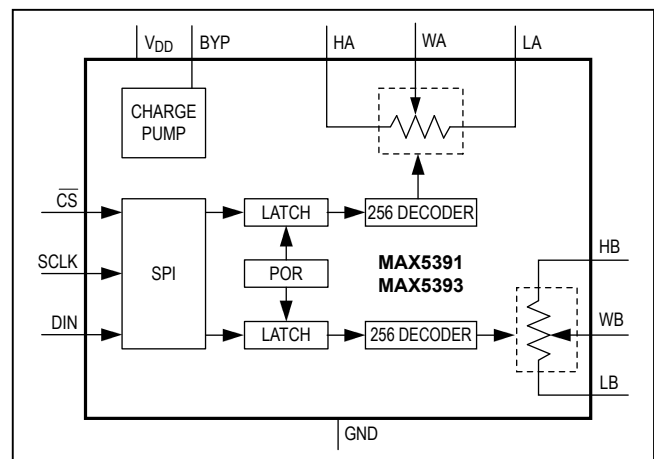 VDD BYP HA WA LA
CHARGE
PUMP
CS LATCH 256 DECODER
SCLK SPI POR MAX5391
MAX5393
HB
DIN LATCH 256 DECODER WB
LB
GND